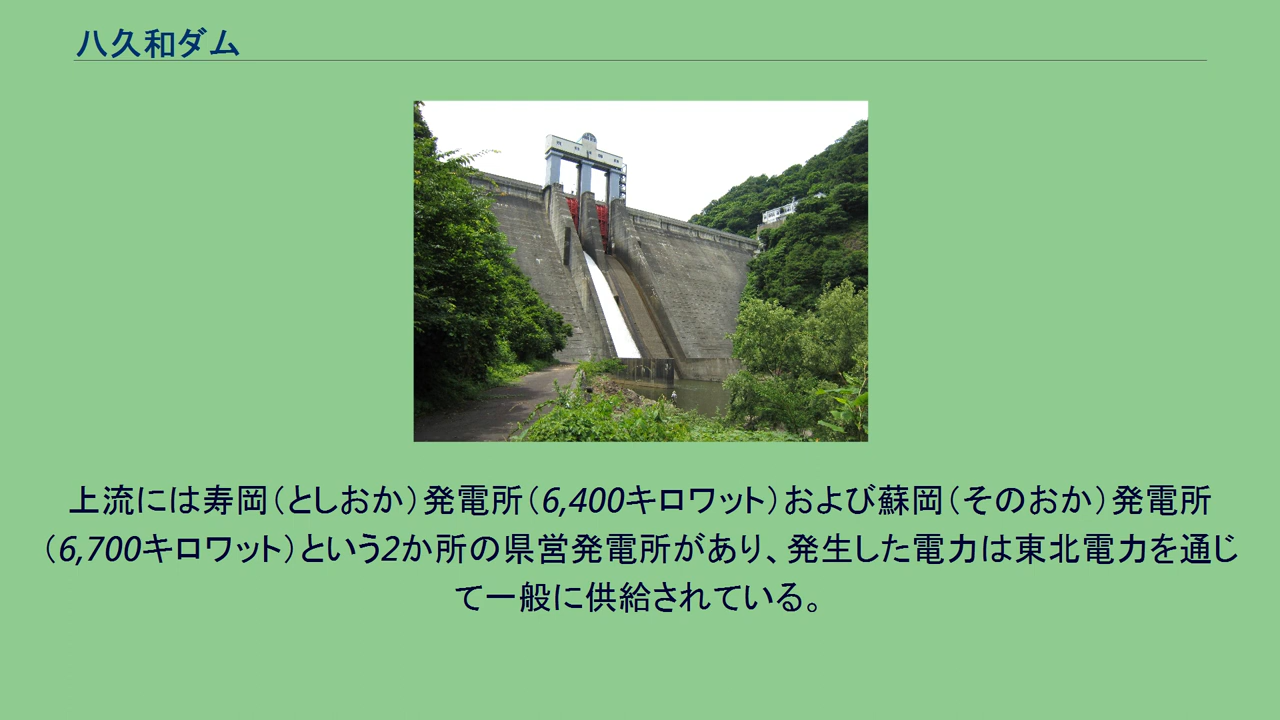 八久和ダム
上流には寿岡（としおか）発電所（6,400キロワット）および蘇岡（そのおか）発電所
（6,700キロワット）という2か所の県営発電所があり、発生した電力は東北電力を通じ
て一般に供給されている。